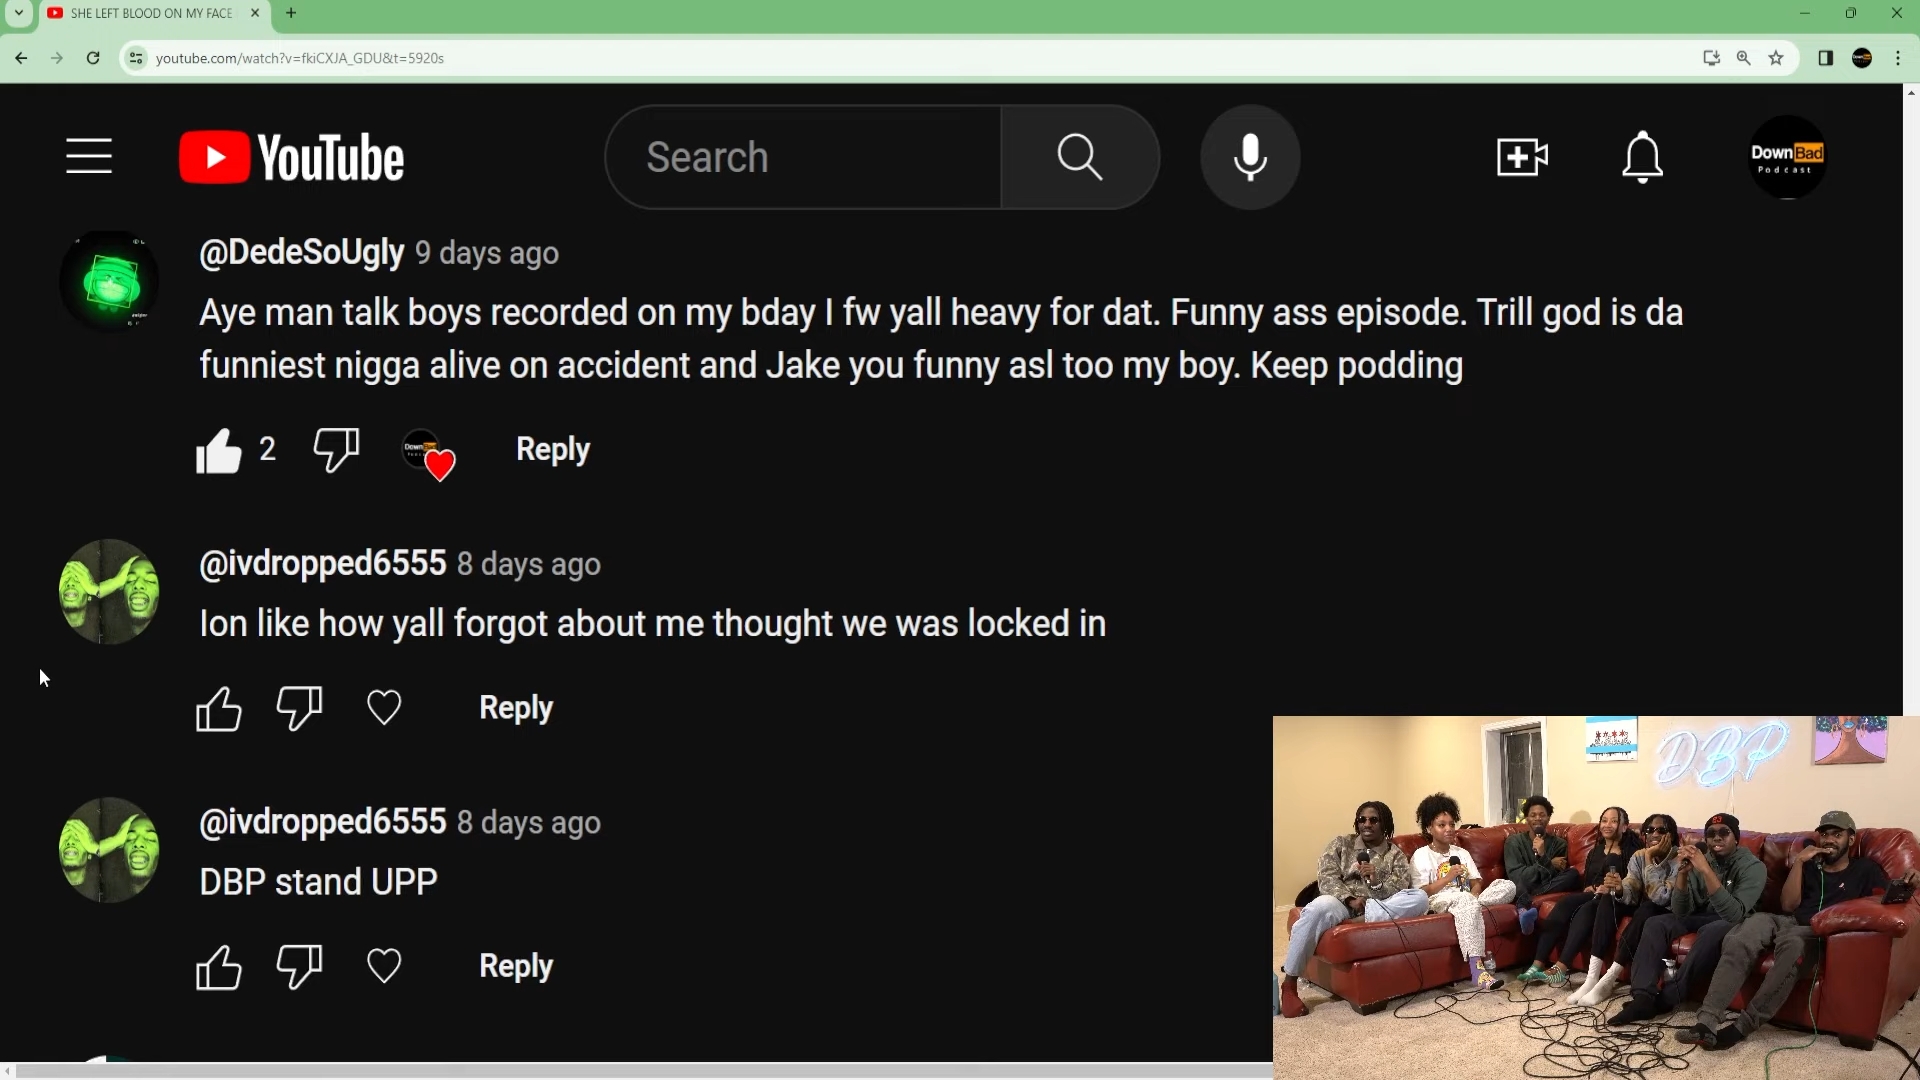 SHE LEFT BLOOD ON MY FACE
youtube.com/watch?v=fkiCXJA_GDU&t=5920s
YouTube
Search
DownBad
Podcast
@DedeSoUgly 9 days ago
Aye man talk boys recorded on my bday I fw yall heavy for dat. Funny ass episode. Trill god is da
funniest nigga alive on accident and Jake you funny asl too my boy. Keep podding
2
Reply
@ivdropped6555 8 days ago
Ion like how yall forgot about me thought we was locked in
Reply
@ivdropped6555 8 days ago
DBP stand UPP
Reply
DBP